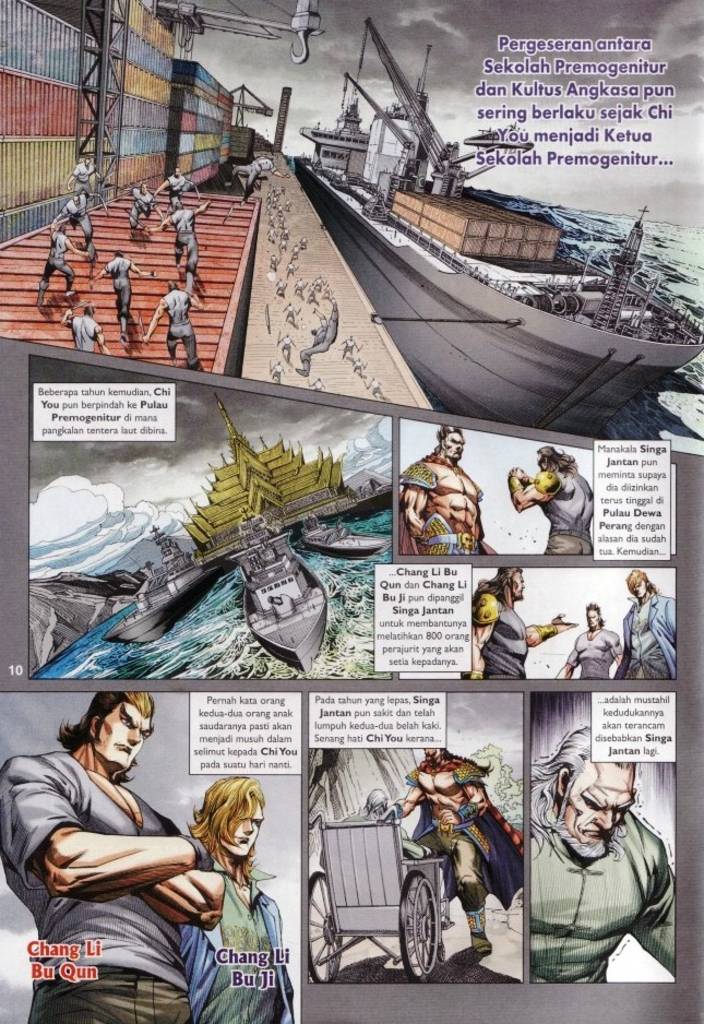 Pergeseran antara
Sekolah Premogenitur
dan Kultus Angkasa pun
sering berlaku sejak Chi
You menjadi Ketua
Sekolah Premogenitur...
Beberapa tahun kemudian, Chi
You pun berpindah ke Pulau
Premogenitur di mana
pangkalan tentera laut dibina.
Manakala Singa
Jantan pun
meminta supaya
dia diizinkan
terus tinggal di
Pulau Dewa
Perang dengan
alasan dia sudah
tua. Kemudian...
...Chang Li Bu
Qun dan Chang Li
Bu Ji pun dipanggil
Singa Jantan
untuk membantunya
melatihkan 800 orang
perajurit yang akan
setia kepadanya.
10
Pernah kata orang
kedua-dua orang anak
saudaranya pasti akan
menjadi musuh dalam
selimut kepada Chi You
pada suatu hari nanti.
Pada tahun yang lepas, Singa
Jantan pun sakit dan telah
lumpuh kedua-dua belah kaki.
Senang hati Chi You kerana...
...adalah mustahil
kedudukannya
akan terancam
disebabkan Singa
Jantan lagi.
Chang Li
Bu Qun
Chang Li
Bu Ji